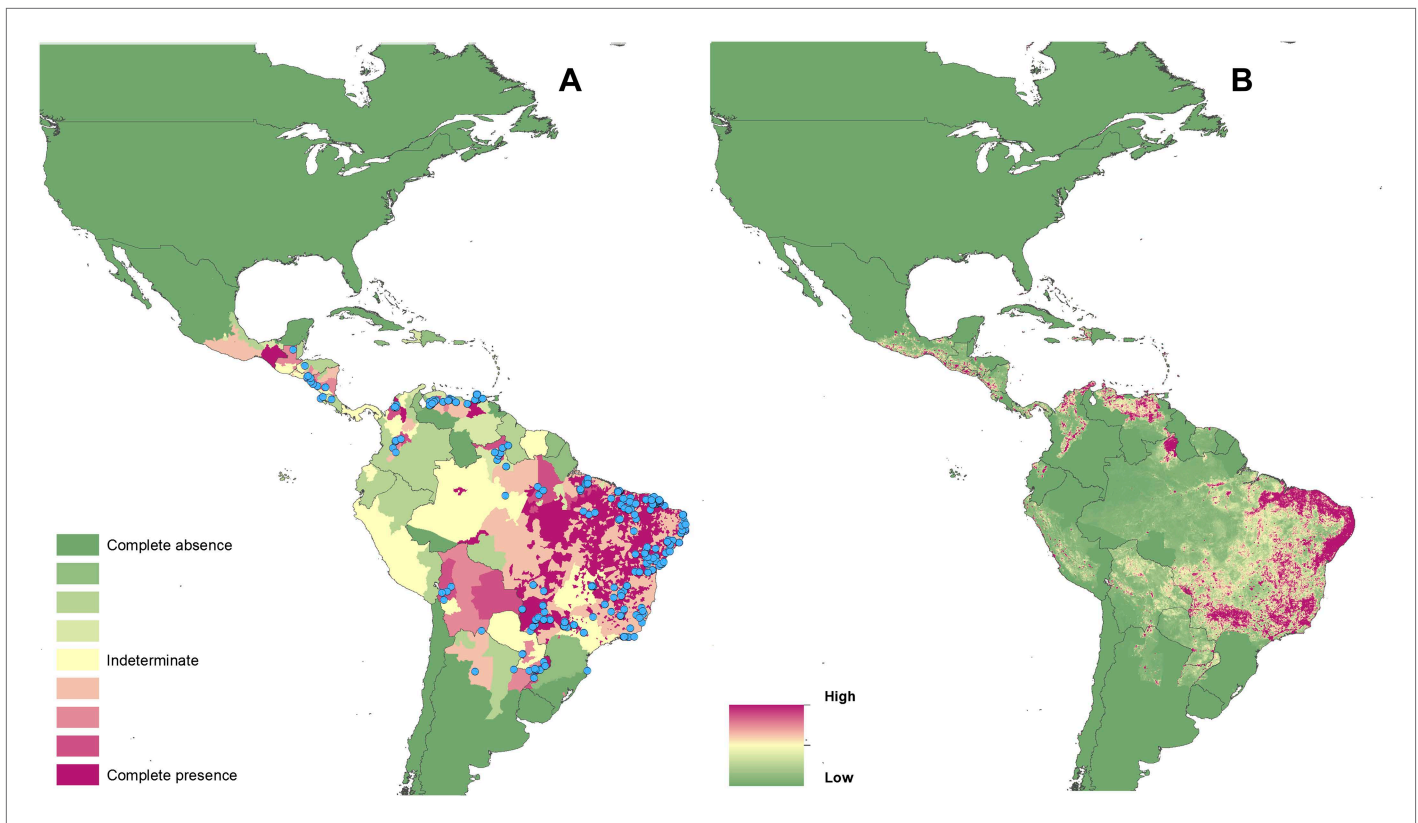 A
B
Complete absence
Indeterminate
Complete presence
High
Low